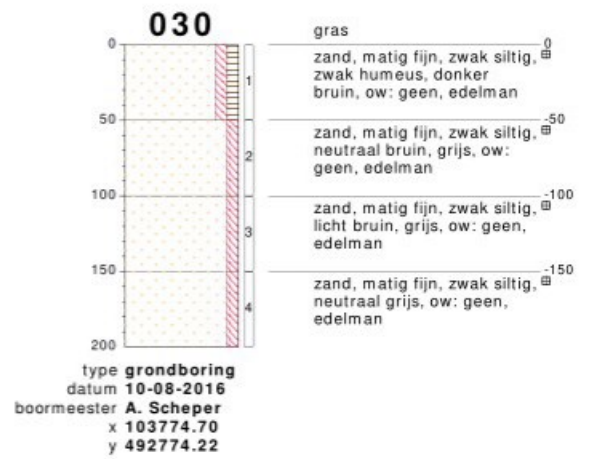 030
gras
0
0
zand, matig fijn, zwak siltig,
zwak humeus, donker
bruin, ow: geen, edelman
1
50
-50
zand, matig fijn, zwak siltig,
neutraal bruin, grijs, ow:
geen, edelman
2
100
-100
zand, matig fijn, zwak siltig,
licht bruin, grijs, ow: geen,
edelman
3
150
-150
zand, matig fijn, zwak siltig,
neutraal grijs, ow: geen,
edelman
4
200
type grondboring
datum 10-08-2016
boormeester A. Scheper
x 103774.70
y 492774.22